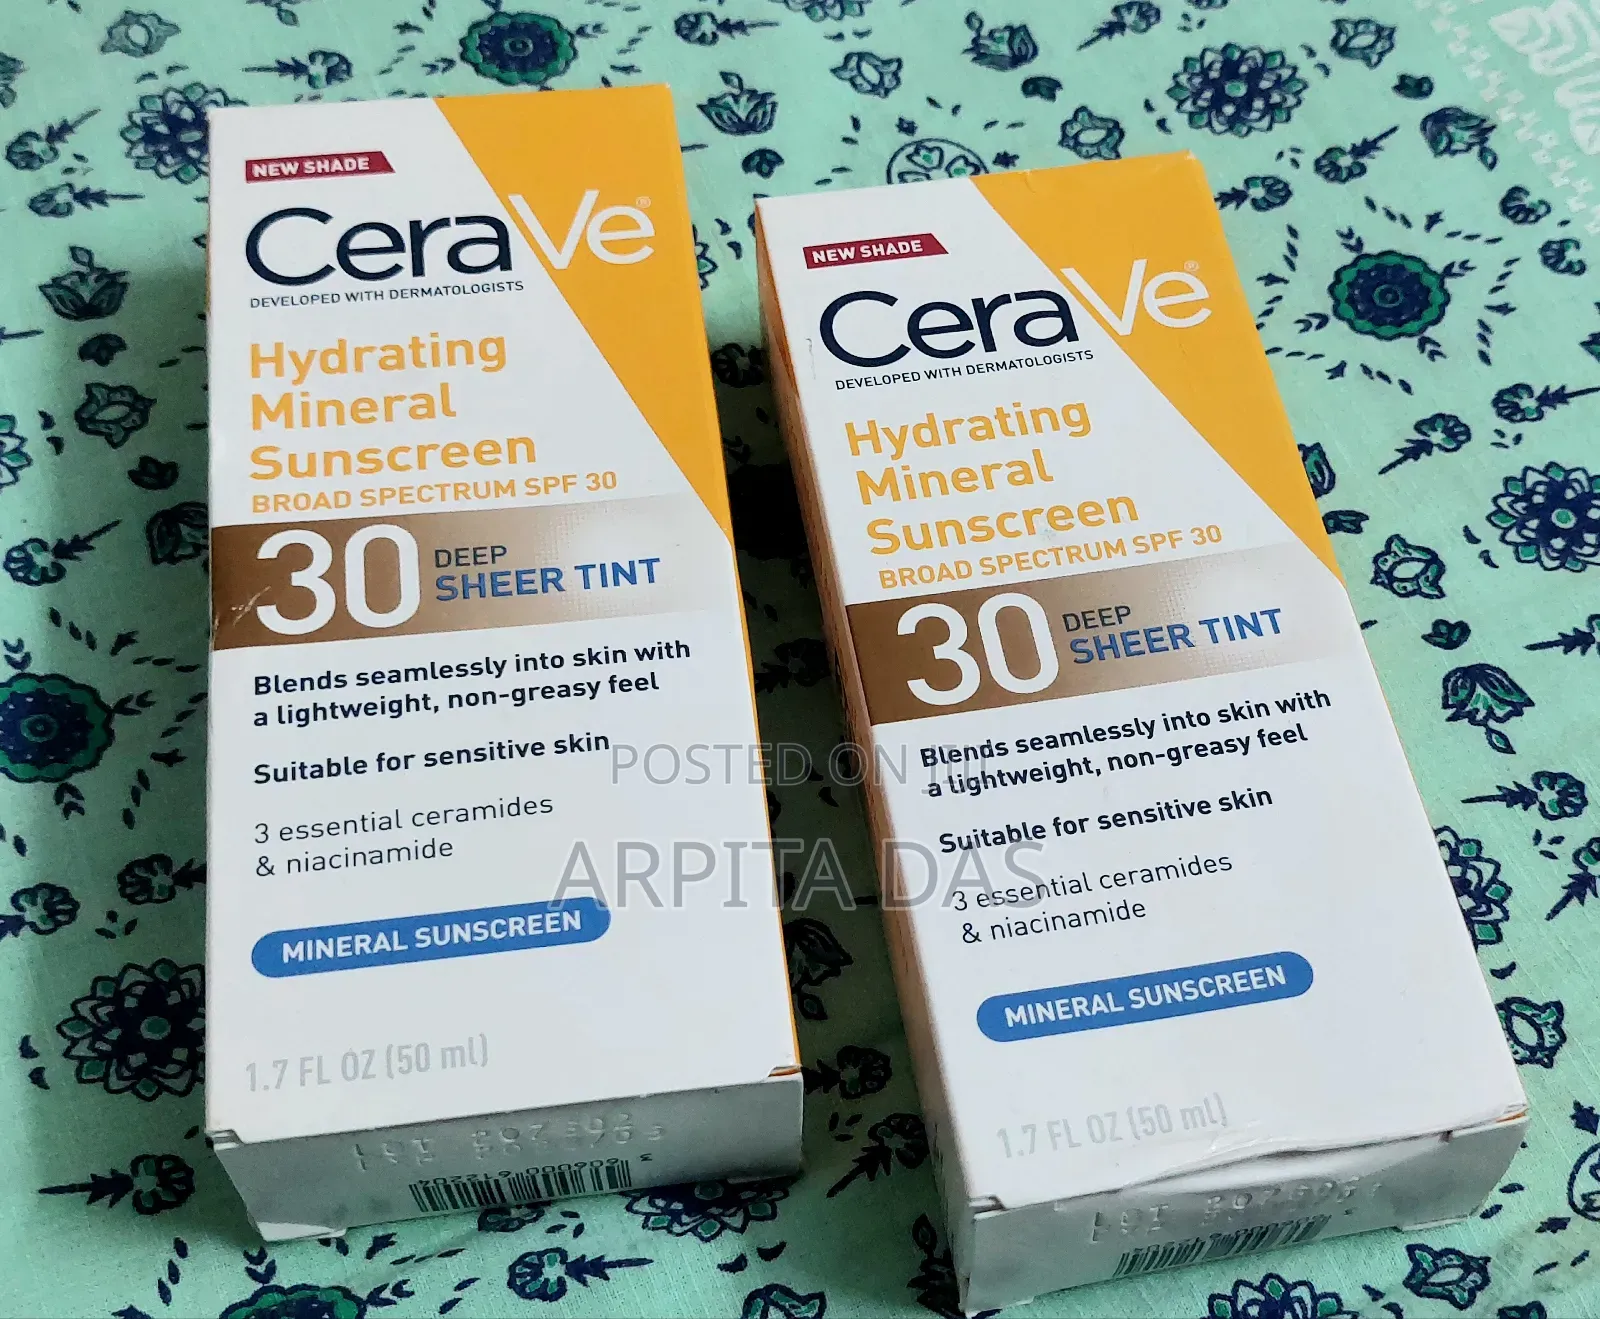 NEW SHADE
CeraVe®
DEVELOPED WITH DERMATOLOGISTS
Hydrating
Mineral
Sunscreen
BROAD SPECTRUM SPF 30
30 DEEP
SHEER TINT
Blends seamlessly into skin with
a lightweight, non-greasy feel
Suitable for sensitive skin
3 essential ceramides
& niacinamide
MINERAL SUNSCREEN
1.7 FL OZ (50 ml)
NEW SHADE
CeraVe®
DEVELOPED WITH DERMATOLOGISTS
Hydrating
Mineral
Sunscreen
BROAD SPECTRUM SPF 30
30 DEEP
SHEER TINT
Blends seamlessly into skin with
a lightweight, non-greasy feel
Suitable for sensitive skin
3 essential ceramides
& niacinamide
MINERAL SUNSCREEN
1.7 FL OZ (50 ml)
POSTED ON
ARPITA DAS